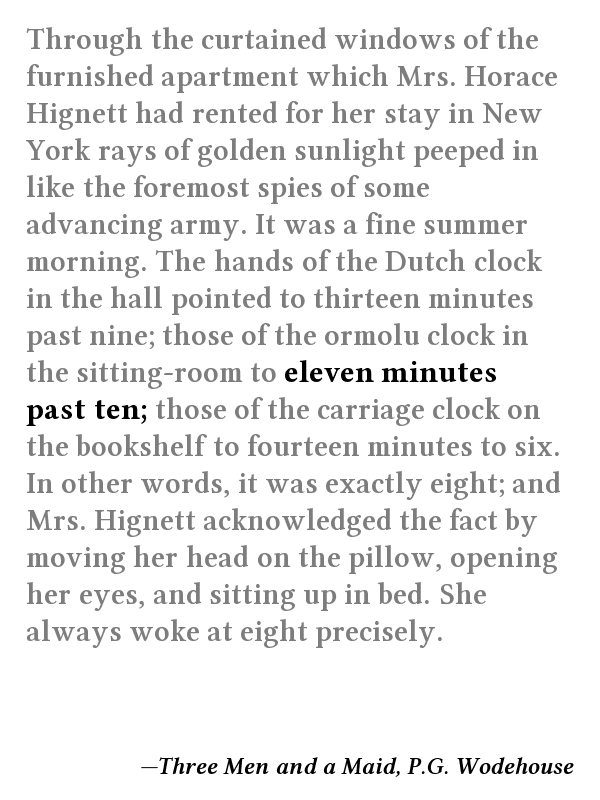 Through the curtained windows of the
furnished apartment which Mrs. Horace
Hignett had rented for her stay in New
York rays of golden sunlight peeped in
like the foremost spies of some
advancing army. It was a fine summer
morning. The hands of the Dutch clock
in the hall pointed to thirteen minutes
past nine; those of the ormolu clock in
the sitting-room to eleven minutes
past ten; those of the carriage clock on
the bookshelf to fourteen minutes to six.
In other words, it was exactly eight; and
Mrs. Hignett acknowledged the fact by
moving her head on the pillow, opening
her eyes, and sitting up in bed. She
always woke at eight precisely.
—Three Men and a Maid, P.G. Wodehouse